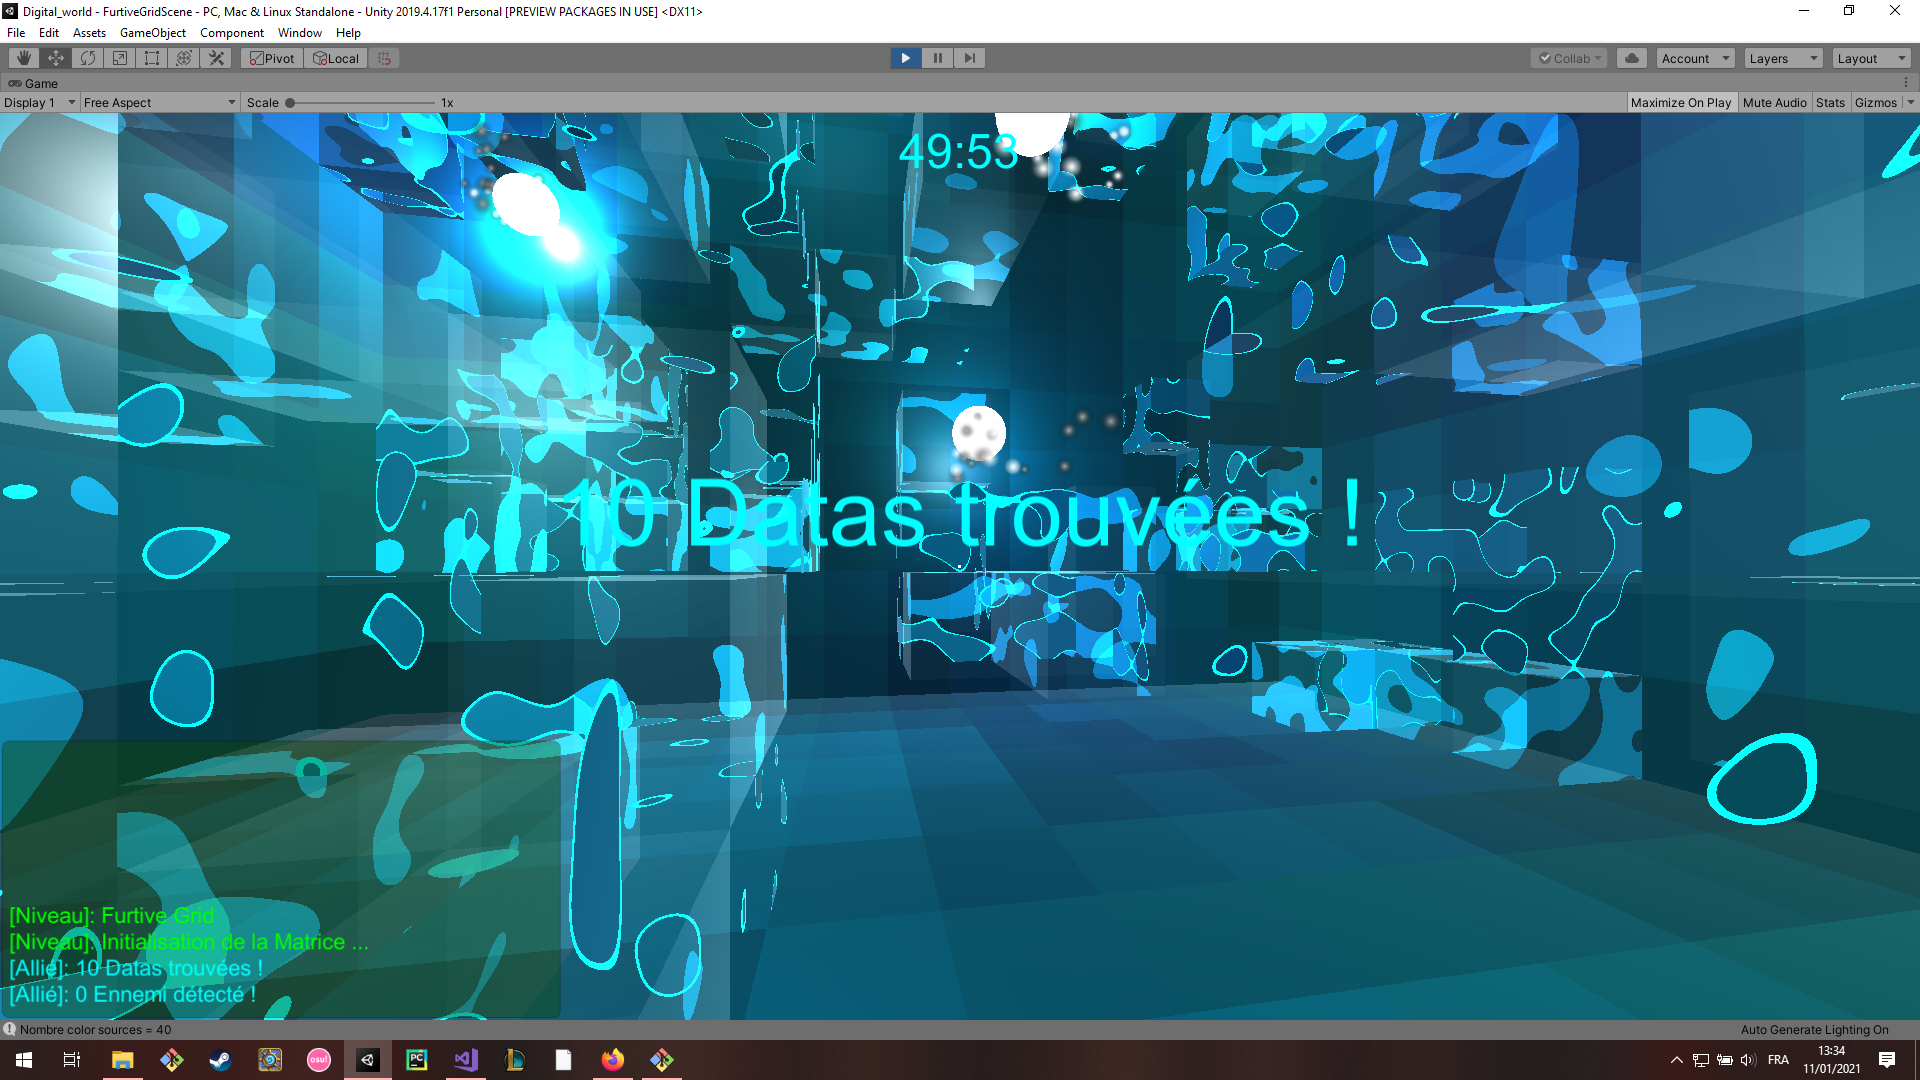 Digital_world - FurtiveGridScene - PC, Mac & Linux Standalone - Unity 2019.4.17f1 Personal [PREVIEW PACKAGES IN USE] <DX11>
File Edit Assets GameObject Component Window Help
Pivot Local Collab Account Layers Layout
Game
Display 1 Free Aspect Scale 1x Maximize On Play Mute Audio Stats Gizmos
49:53
10 Datas trouvées !
[Niveau]: Furtive Grid
[Niveau]: Initialisation de la Matrice ...
[Allié]: 10 Datas trouvées !
[Allié]: 0 Ennemi détecté !
Nombre color sources = 40 Auto Generate Lighting On
osu! PC FRA 13:34
11/01/2021